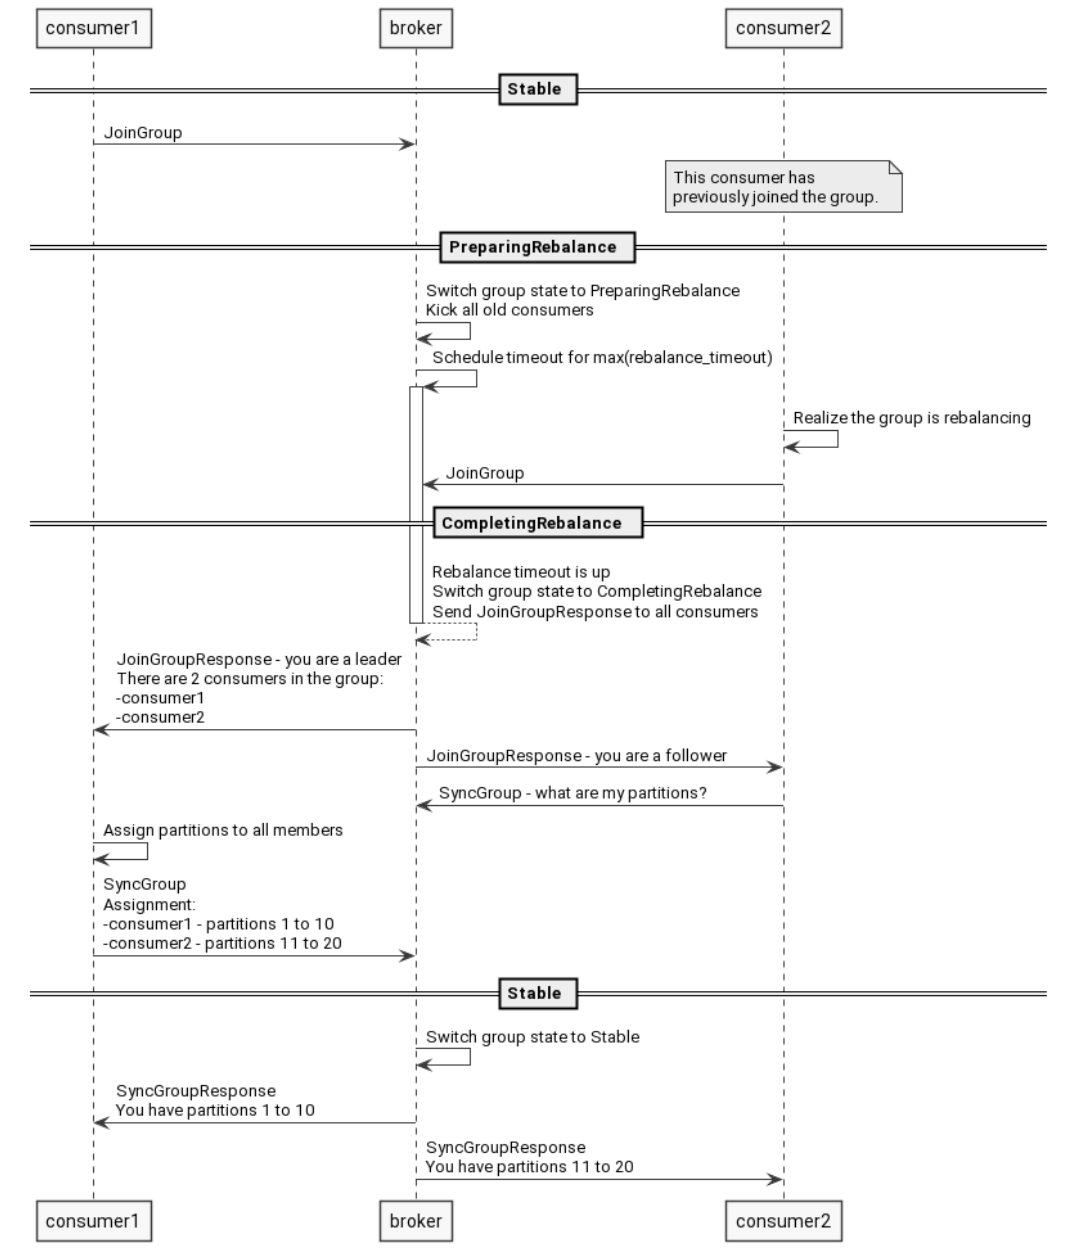 consumer1
broker
consumer2
Stable
JoinGroup
This consumer has
previously joined the group.
PreparingRebalance
Switch group state to PreparingRebalance
Kick all old consumers
Schedule timeout for max(rebalance_timeout)
Realize the group is rebalancing
JoinGroup
CompletingRebalance
Rebalance timeout is up
Switch group state to CompletingRebalance
Send JoinGroupResponse to all consumers
JoinGroupResponse - you are a leader
There are 2 consumers in the group:
-consumer1
-consumer2
JoinGroupResponse - you are a follower
SyncGroup - what are my partitions?
Assign partitions to all members
SyncGroup
Assignment:
-consumer1 - partitions 1 to 10
-consumer2 - partitions 11 to 20
Stable
Switch group state to Stable
SyncGroupResponse
You have partitions 1 to 10
SyncGroupResponse
You have partitions 11 to 20
consumer1
broker
consumer2